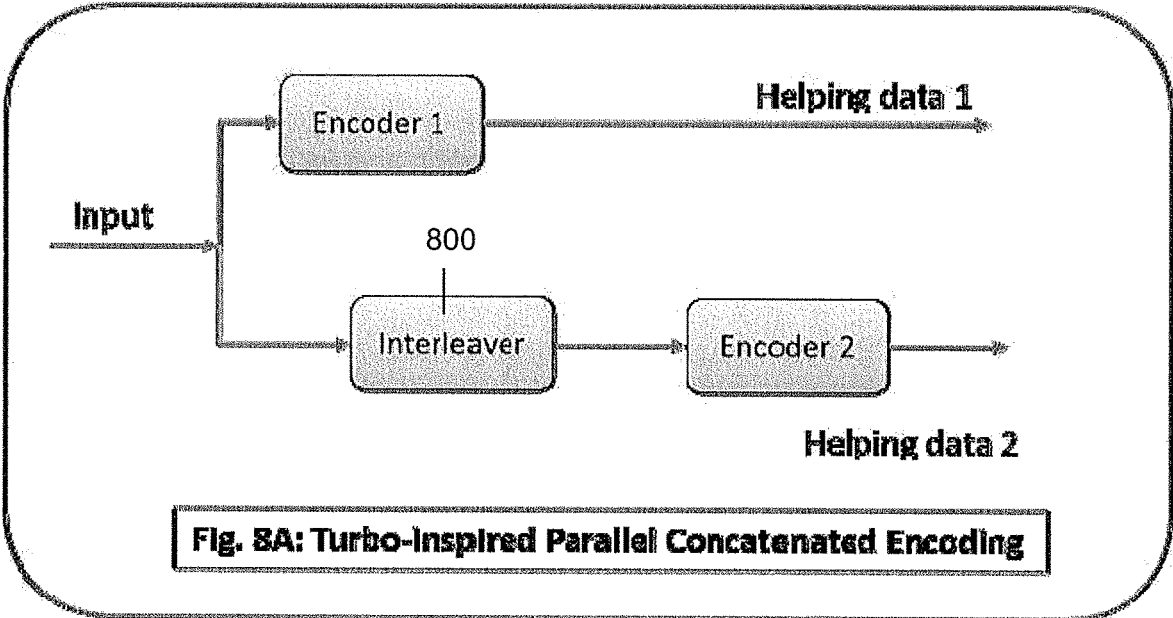 Helping data 1
Encoder 1
Input
800
Interleaver
Encoder 2
Helping data 2
Fig. 8A: Turbo-Inspired Parallel Concatenated Encoding